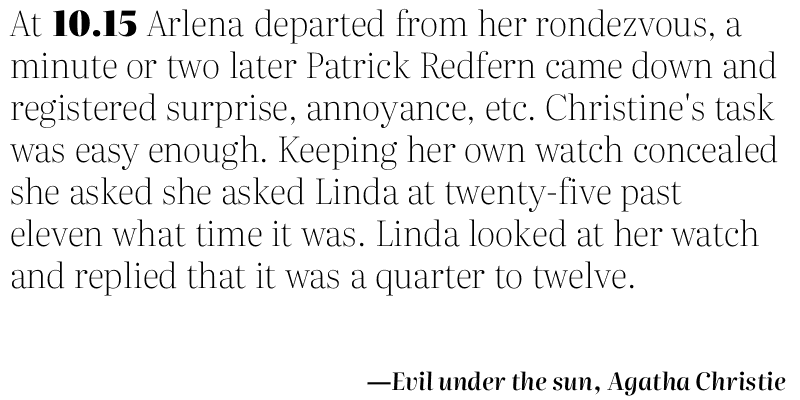 At 10.15 Arlena departed from her rondezvous, a
minute or two later Patrick Redfern came down and
registered surprise, annoyance, etc. Christine's task
was easy enough. Keeping her own watch concealed
she asked she asked Linda at twenty-five past
eleven what time it was. Linda looked at her watch
and replied that it was a quarter to twelve.
—Evil under the sun, Agatha Christie